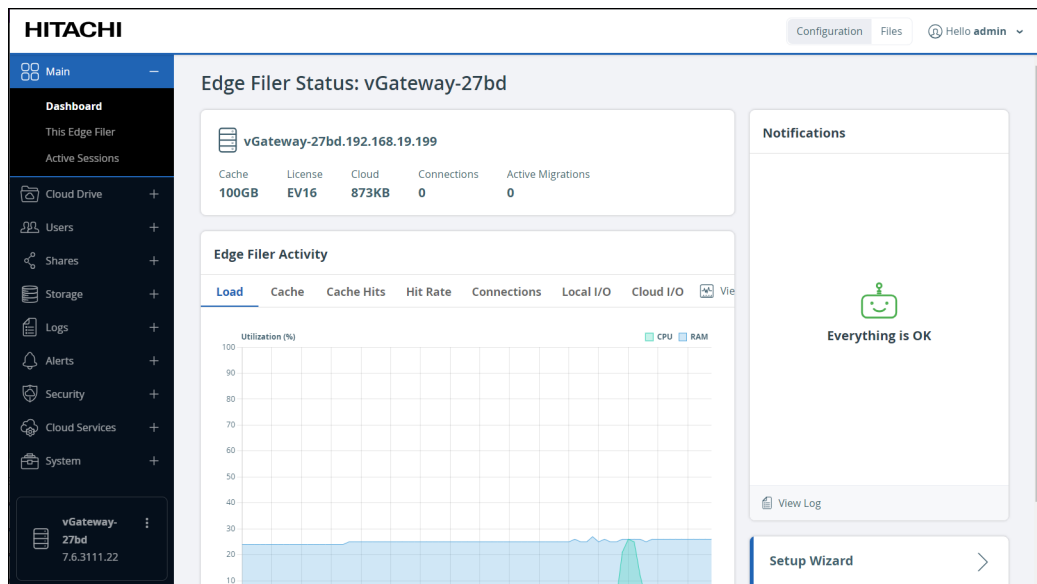 HITACHI
Configuration
Files
Hello admin
Main
Dashboard
This Edge Filer
Active Sessions
Cloud Drive
Users
Shares
Storage
Logs
Alerts
Security
Cloud Services
System
vGateway-
27bd
7.6.3111.22
Edge Filer Status: vGateway-27bd
vGateway-27bd.192.168.19.199
Cache License Cloud Connections Active Migrations
100GB EV16 873KB 0 0
Edge Filer Activity
Load Cache Cache Hits Hit Rate Connections Local I/O Cloud I/O Vie
Utilization (%) CPU RAM
100
90
80
70
60
50
40
30
20
10
Notifications
Everything is OK
View Log
Setup Wizard